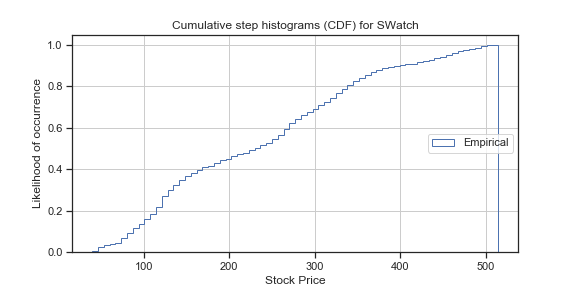 Cumulative step histograms (CDF) for SWatch
Likelihood of occurrence
1.0
0.8
0.6
0.4
0.2
0.0
Empirical
100
200
300
400
500
Stock Price